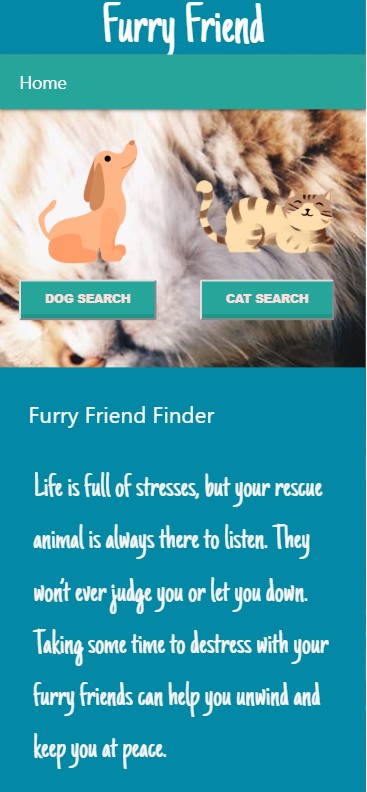 Furry Friend
Home
DOG SEARCH
CAT SEARCH
Furry Friend Finder
Life is full of stresses, but your rescue
animal is always there to listen. They
won't ever judge you or let you down.
Taking some time to destress with your
furry friends can help you unwind and
keep you at peace.